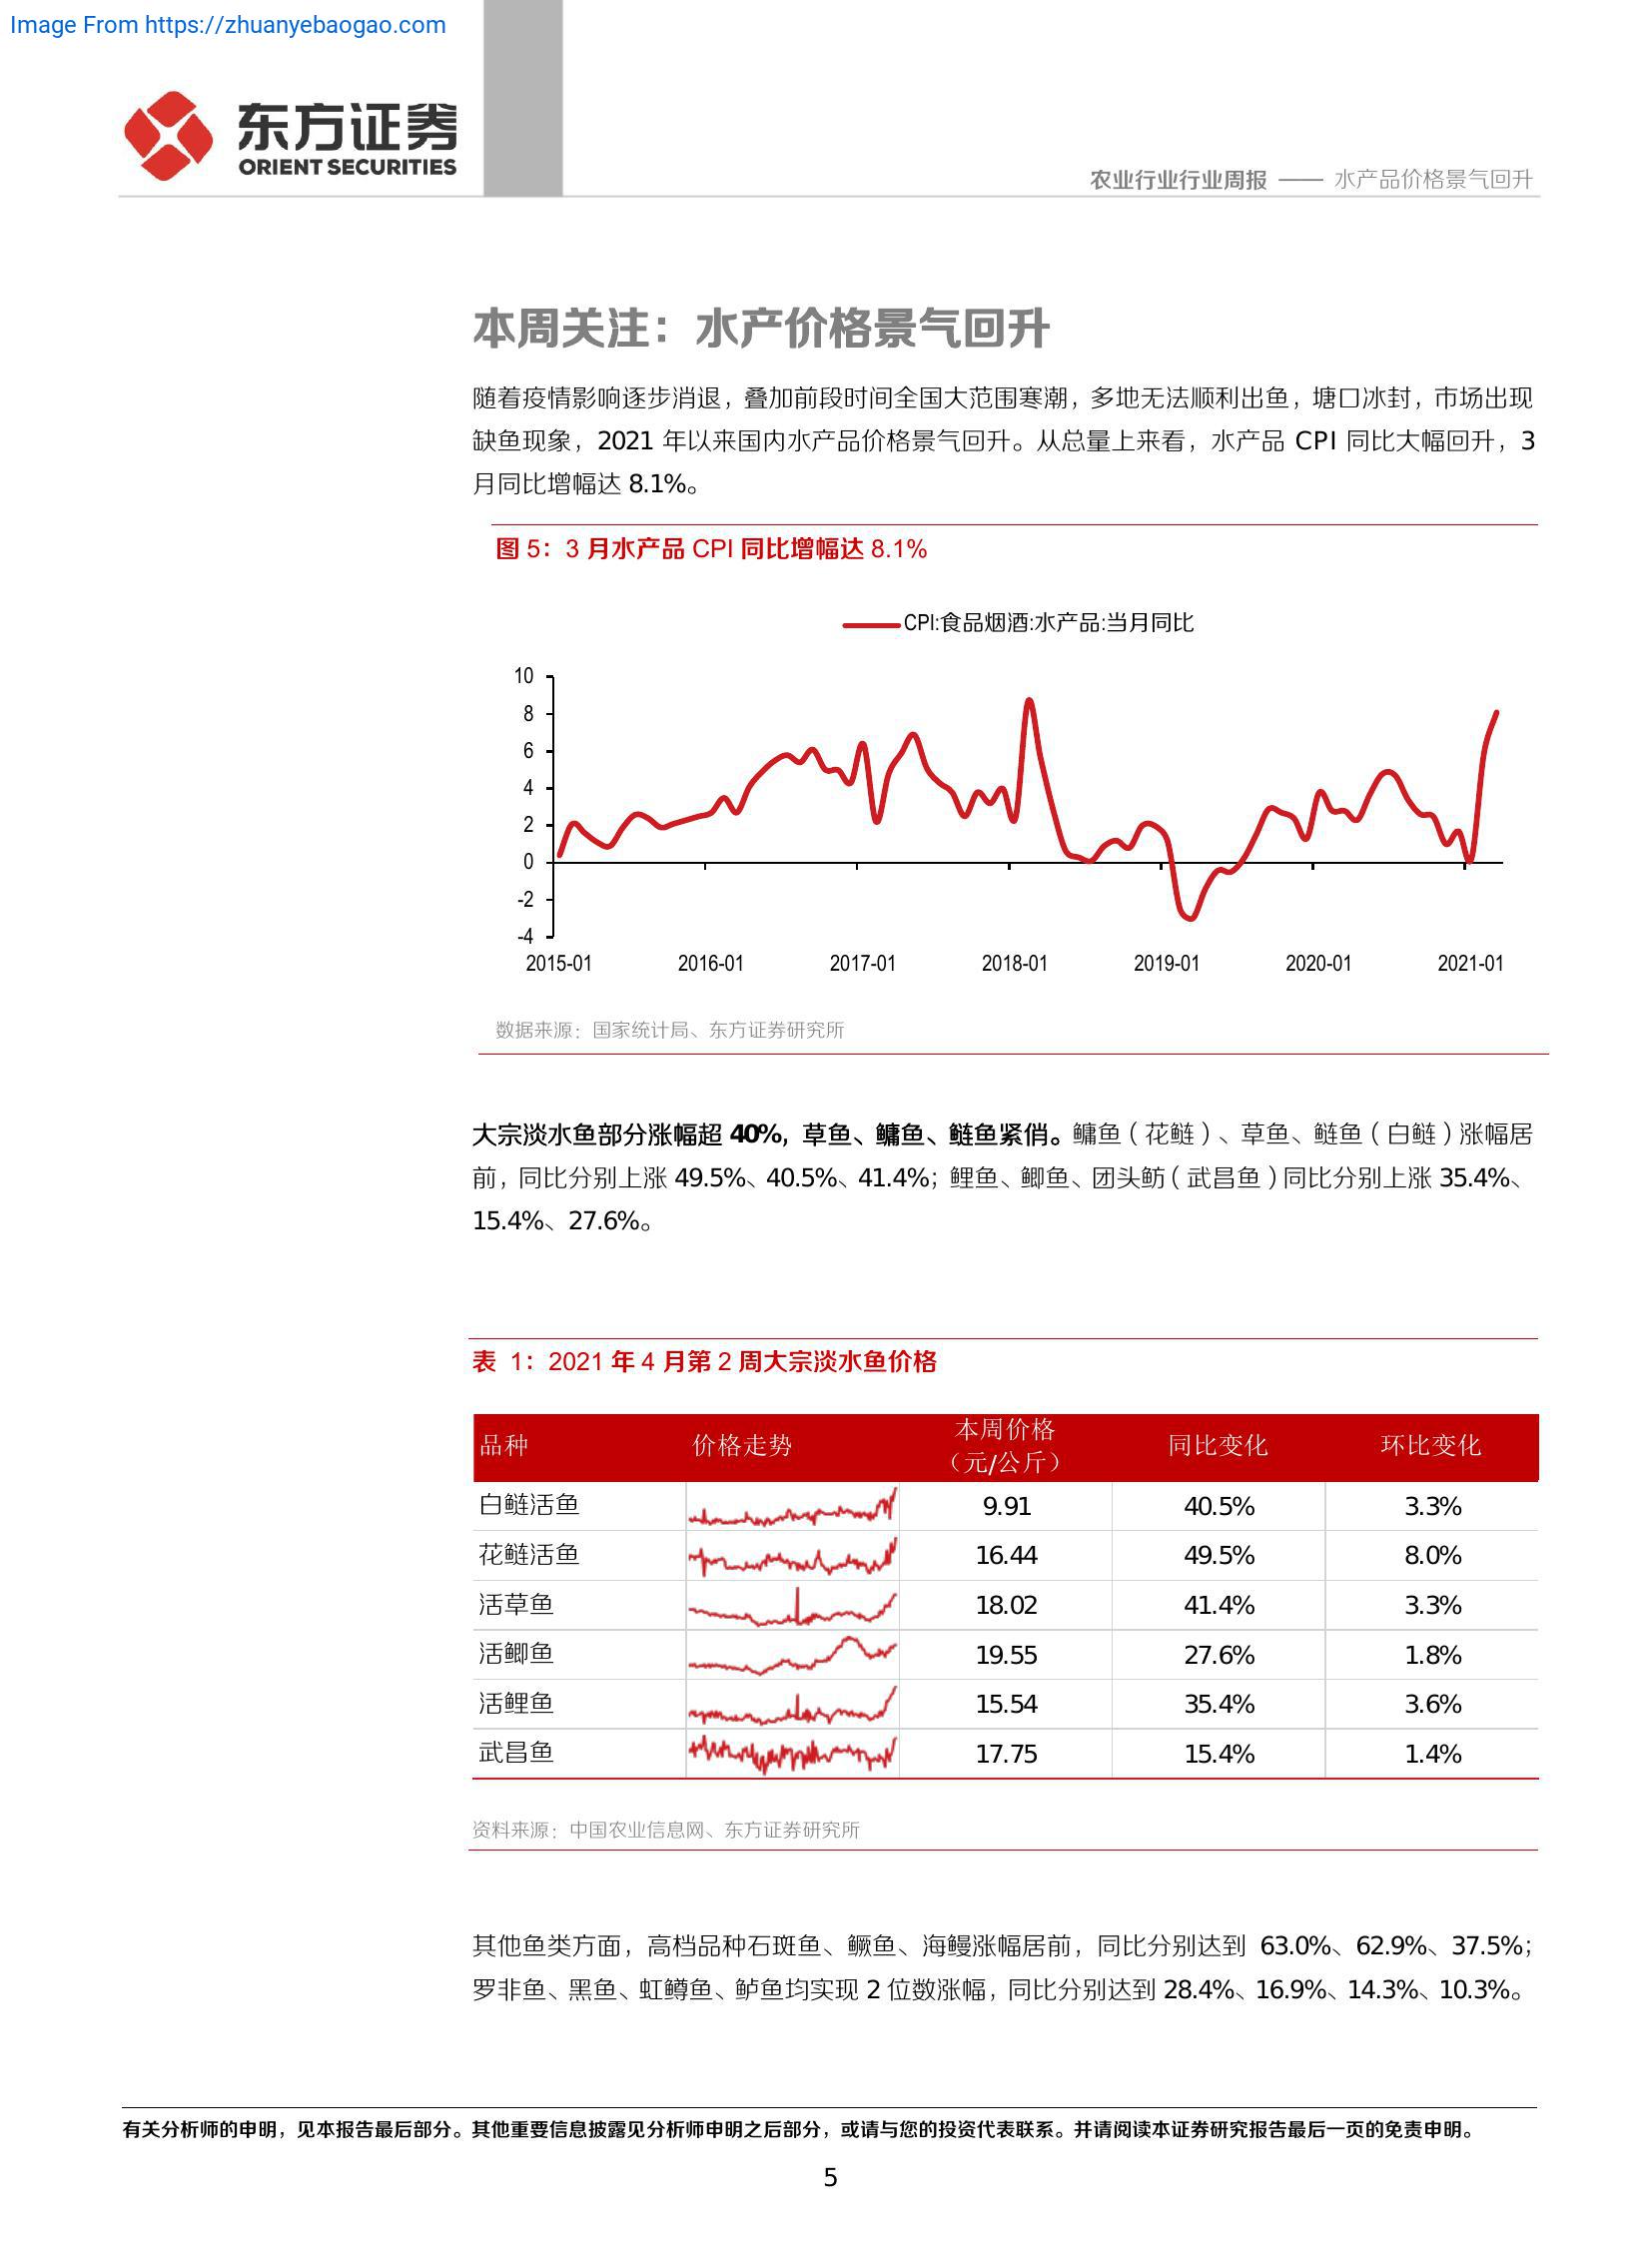 Image From https://zhuanyebaogao.com
东方证券
ORIENT SECURITIES
农业行业行业周报 —— 水产品价格景气回升
本周关注：水产价格景气回升
随着疫情影响逐步消退，叠加前段时间全国大范围寒潮，多地无法顺利出鱼，塘口冰封，市场出现
缺鱼现象，2021 年以来国内水产品价格景气回升。从总量上来看，水产品 CPI 同比大幅回升，3
月同比增幅达 8.1%。
图 5：3 月水产品 CPI 同比增幅达 8.1%
CPI:食品烟酒:水产品:当月同比
10
8
6
4
2
0
-2
-4
2015-01 2016-01 2017-01 2018-01 2019-01 2020-01 2021-01
数据来源：国家统计局、东方证券研究所
大宗淡水鱼部分涨幅超 40%，草鱼、鳙鱼、鲢鱼紧俏。鳙鱼（花鲢）、草鱼、鲢鱼（白鲢）涨幅居
前，同比分别上涨 49.5%、40.5%、41.4%；鲤鱼、鲫鱼、团头鲂（武昌鱼）同比分别上涨 35.4%、
15.4%、27.6%。
表 1：2021 年 4 月第 2 周大宗淡水鱼价格
品种 价格走势 本周价格（元/公斤） 同比变化 环比变化
白鲢活鱼 9.91 40.5% 3.3%
花鲢活鱼 16.44 49.5% 8.0%
活草鱼 18.02 41.4% 3.3%
活鲫鱼 19.55 27.6% 1.8%
活鲤鱼 15.54 35.4% 3.6%
武昌鱼 17.75 15.4% 1.4%
资料来源：中国农业信息网、东方证券研究所
其他鱼类方面，高档品种石斑鱼、鳜鱼、海鳗涨幅居前，同比分别达到 63.0%、62.9%、37.5%；
罗非鱼、黑鱼、虹鳟鱼、鲈鱼均实现 2 位数涨幅，同比分别达到 28.4%、16.9%、14.3%、10.3%。
有关分析师的申明，见本报告最后部分。其他重要信息披露见分析师申明之后部分，或请与您的投资代表联系。并请阅读本证券研究报告最后一页的免责申明。
5